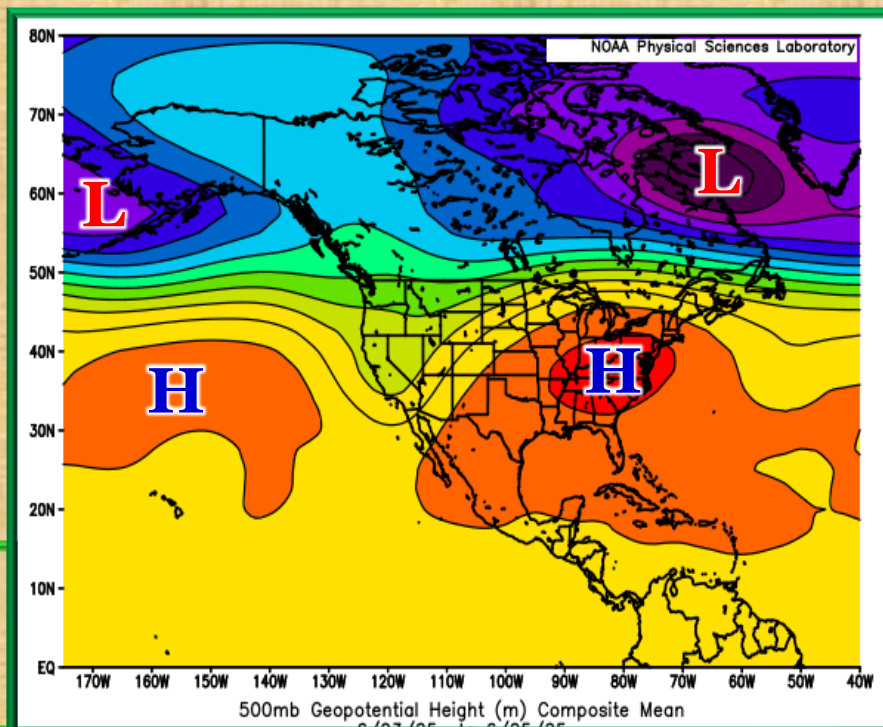 80N
NOAA Physical Sciences Laboratory
70N
L
60N
L
50N
40N
H
H
30N
20N
10N
EQ
170W 160W 150W 140W 130W 120W 110W 100W 90W 80W 70W 60W 50W 40W
500mb Geopotential Height (m) Composite Mean